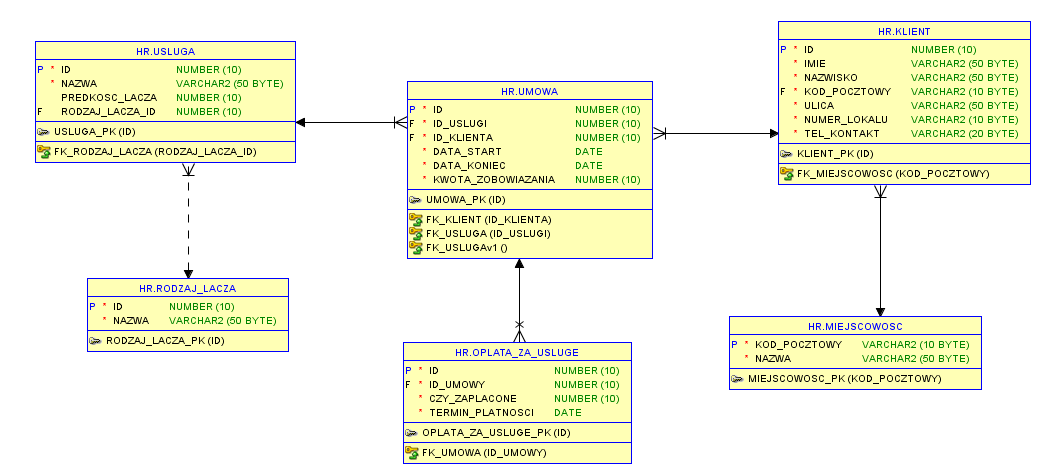 HR.USLUGA
P * ID NUMBER (10)
* NAZWA VARCHAR2 (50 BYTE)
PREDKOSC_LACZA NUMBER (10)
F RODZAJ_LACZA_ID NUMBER (10)
USLUGA_PK (ID)
FK_RODZAJ_LACZA (RODZAJ_LACZA_ID)
HR.UMOWA
P * ID NUMBER (10)
F * ID_USLUGI NUMBER (10)
F * ID_KLIENTA NUMBER (10)
* DATA_START DATE
* DATA_KONIEC DATE
* KWOTA_ZOBOWIAZANIA NUMBER (10)
UMOWA_PK (ID)
FK_KLIENT (ID_KLIENTA)
FK_USLUGA (ID_USLUGI)
FK_USLUGAv1 ()
HR.KLIENT
P * ID NUMBER (10)
* IMIE VARCHAR2 (50 BYTE)
* NAZWISKO VARCHAR2 (50 BYTE)
F * KOD_POCZTOWY VARCHAR2 (10 BYTE)
* ULICA VARCHAR2 (50 BYTE)
* NUMER_LOKALU VARCHAR2 (10 BYTE)
* TEL_KONTAKT VARCHAR2 (20 BYTE)
KLIENT_PK (ID)
FK_MIEJSCOWOSC (KOD_POCZTOWY)
HR.RODZAJ_LACZA
P * ID NUMBER (10)
* NAZWA VARCHAR2 (50 BYTE)
RODZAJ_LACZA_PK (ID)
HR.OPLATA_ZA_USLUGE
P * ID NUMBER (10)
F * ID_UMOWY NUMBER (10)
* CZY_ZAPLACONE NUMBER (10)
* TERMIN_PLATNOSCI DATE
OPLATA_ZA_USLUGE_PK (ID)
FK_UMOWA (ID_UMOWY)
HR.MIEJSCOWOSC
P * KOD_POCZTOWY VARCHAR2 (10 BYTE)
* NAZWA VARCHAR2 (50 BYTE)
MIEJSCOWOSC_PK (KOD_POCZTOWY)